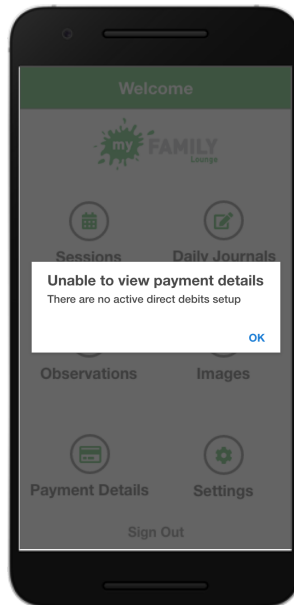 Welcome
my FAMILY
Lounge
Sessions Daily Journals
Unable to view payment details
There are no active direct debits setup
OK
Observations Images
Payment Details Settings
Sign Out